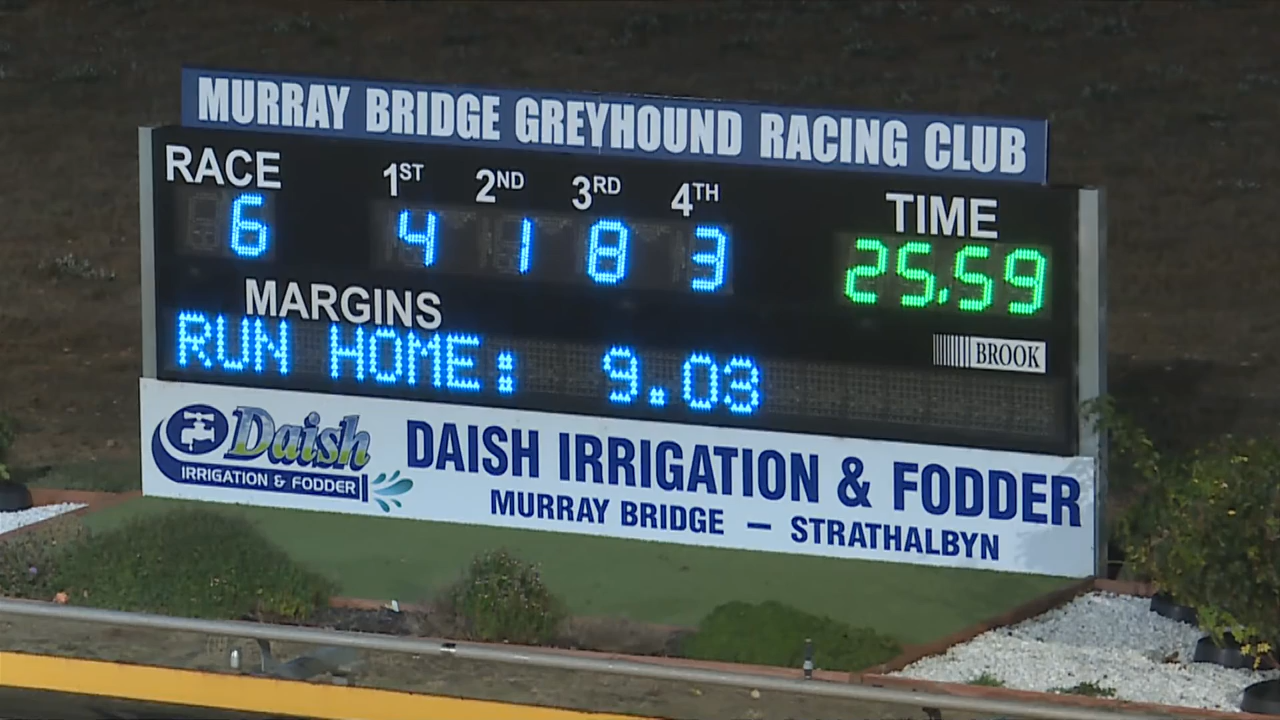 MURRAY BRIDGE GREYHOUND RACING CLUB
RACE 1ST 2ND 3RD 4TH TIME
6 4 1 8 3 25.59
MARGINS
RUN HOME: 9.03
BROOK
Daish
IRRIGATION & FODDER
DAISH IRRIGATION & FODDER
MURRAY BRIDGE – STRATHALBYN